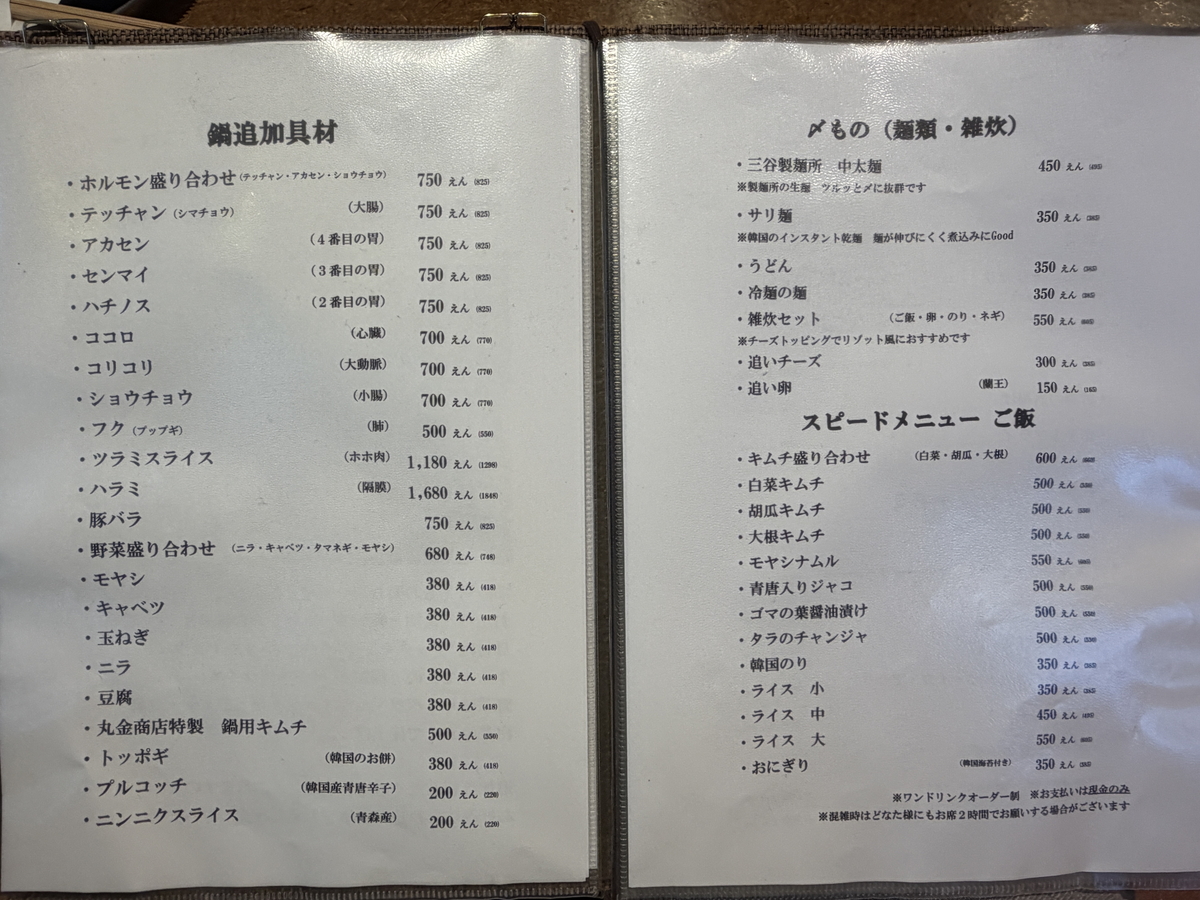 鍋追加具材
・ホルモン盛り合わせ（テッチャン・アカセン・ショウチョウ） 750 えん (825)
・テッチャン（シマチョウ） （大腸） 750 えん (825)
・アカセン （４番目の胃） 750 えん (825)
・センマイ （３番目の胃） 750 えん (825)
・ハチノス （２番目の胃） 750 えん (825)
・ココロ （心臓） 700 えん (770)
・コリコリ （大動脈） 700 えん (770)
・ショウチョウ （小腸） 700 えん (770)
・フク（プップギ） （肺） 500 えん (550)
・ツラミスライス （ホホ肉） 1,180 えん (1298)
・ハラミ （隔膜） 1,680 えん (1848)
・豚バラ 750 えん (825)
・野菜盛り合わせ （ニラ・キャベツ・タマネギ・モヤシ） 680 えん (748)
・モヤシ 380 えん (418)
・キャベツ 380 えん (418)
・玉ねぎ 380 えん (418)
・ニラ 380 えん (418)
・豆腐 380 えん (418)
・丸金商店特製　鍋用キムチ 500 えん (550)
・トッポギ （韓国のお餅） 380 えん (418)
・プルコッチ （韓国産青唐辛子） 200 えん (220)
・ニンニクスライス （青森産） 200 えん (220)
〆もの（麺類・雑炊）
・三谷製麺所　中太麺 450 えん (495)
※製麺所の生麺　ツルッと〆に抜群です
・サリ麺 350 えん (385)
※韓国のインスタント乾麺　麺が伸びにくく煮込みにGood
・うどん 350 えん (385)
・冷麺の麺 350 えん (385)
・雑炊セット （ご飯・卵・のり・ネギ） 550 えん (605)
※チーズトッピングでリゾット風におすすめです
・追いチーズ 300 えん
・追い卵 （蘭王） 150 えん
スピードメニュー ご飯
・キムチ盛り合わせ （白菜・胡瓜・大根） 600 えん
・白菜キムチ 500 えん (550)
・胡瓜キムチ 500 えん (550)
・大根キムチ 500 えん (550)
・モヤシナムル 550 えん (605)
・青唐入りジャコ 500 えん (550)
・ゴマの葉醤油漬け 500 えん (550)
・タラのチャンジャ 500 えん (550)
・韓国のり 350 えん (385)
・ライス　小 350 えん (385)
・ライス　中 450 えん (495)
・ライス　大 550 えん (605)
・おにぎり （韓国海苔付き） 350 えん (385)
※ワンドリンクオーダー制　※お支払いは現金のみ
※混雑時はどなた様にもお席２時間でお願いする場合がございます